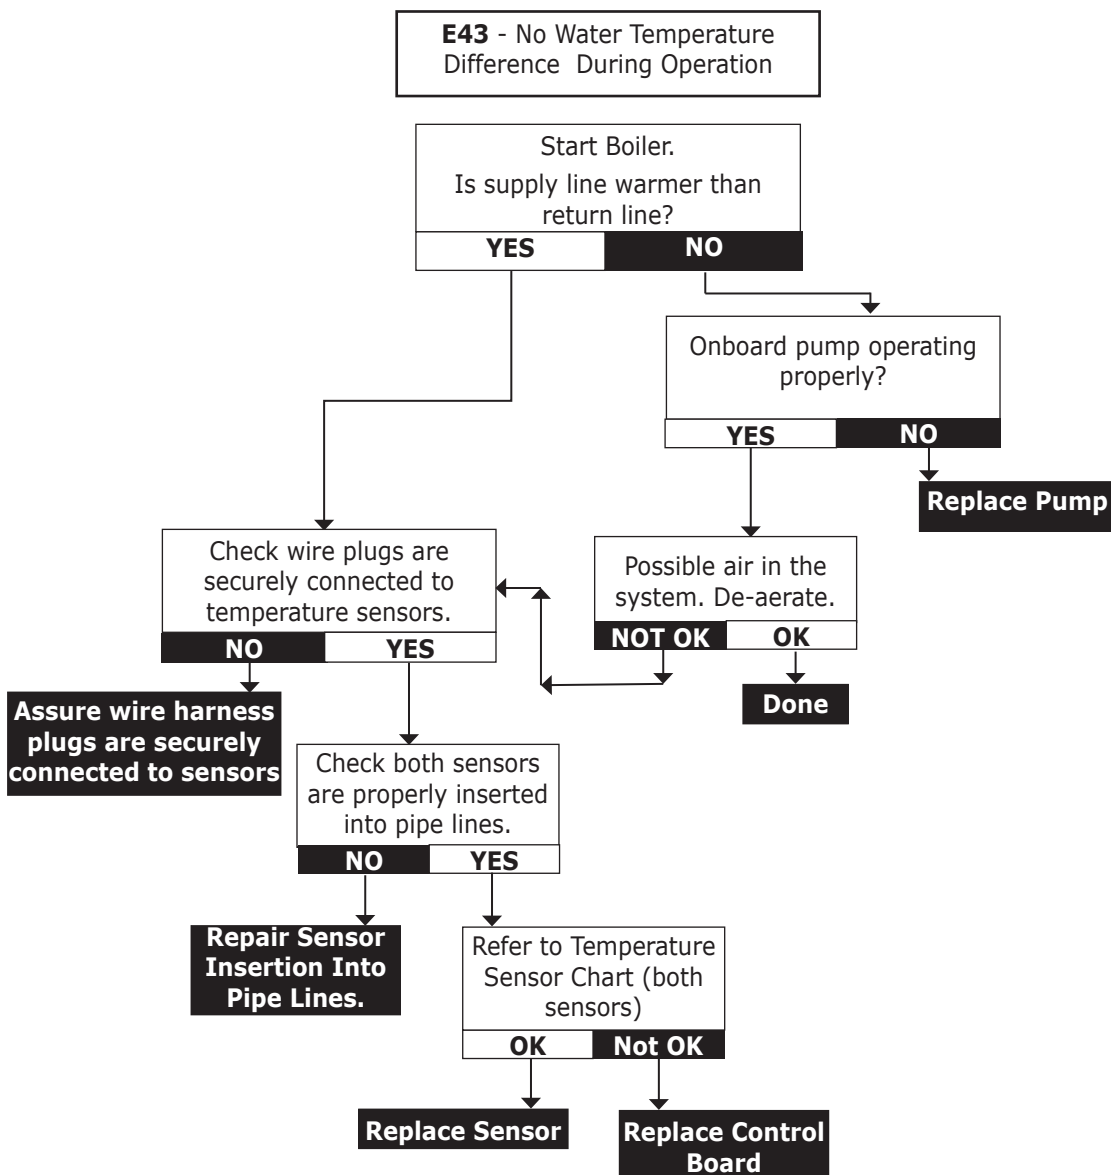 E43 - No Water Temperature
Difference During Operation
Start Boiler.
Is supply line warmer than
return line?
YES
NO
Onboard pump operating
properly?
YES
NO
Replace Pump
Check wire plugs are
securely connected to
temperature sensors.
NO
YES
Possible air in the
system. De-aerate.
NOT OK
OK
Done
Assure wire harness
plugs are securely
connected to sensors
Check both sensors
are properly inserted
into pipe lines.
NO
YES
Repair Sensor
Insertion Into
Pipe Lines.
Refer to Temperature
Sensor Chart (both
sensors)
OK
Not OK
Replace Sensor
Replace Control
Board